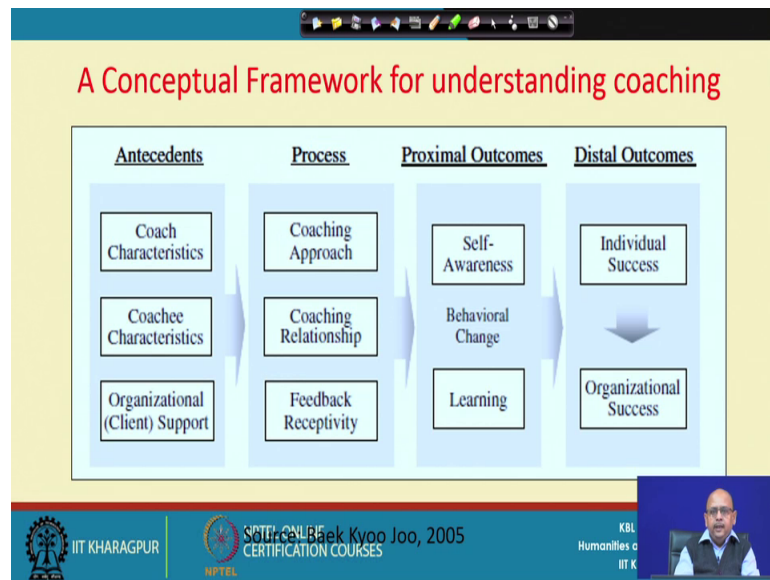 A Conceptual Framework for understanding coaching
Antecedents
Process
Proximal Outcomes
Distal Outcomes
Coach
Characteristics
Coachee
Characteristics
Organizational
(Client) Support
Coaching
Approach
Coaching
Relationship
Feedback
Receptivity
Self-
Awareness
Behavioral
Change
Learning
Individual
Success
Organizational
Success
IIT KHARAGPUR
NPTEL
NPTEL ONLINE
CERTIFICATION COURSES
Source: Baek Kyoo Joo, 2005
KBL
Humanities a
IIT K